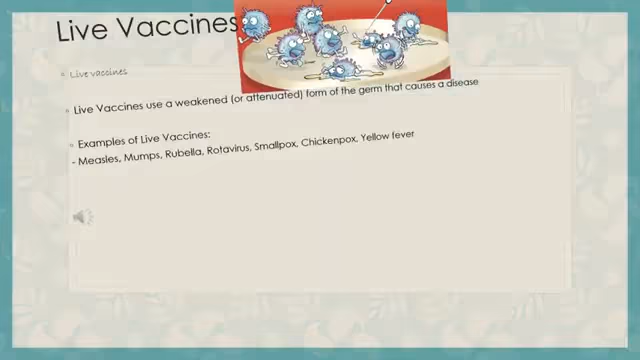 Live Vaccines
Live vaccines
Live Vaccines use a weakened (or attenuated) form of the germ that causes a disease
Examples of Live Vaccines:
- Measles, Mumps, Rubella, Rotavirus, Smallpox, Chickenpox, Yellow fever